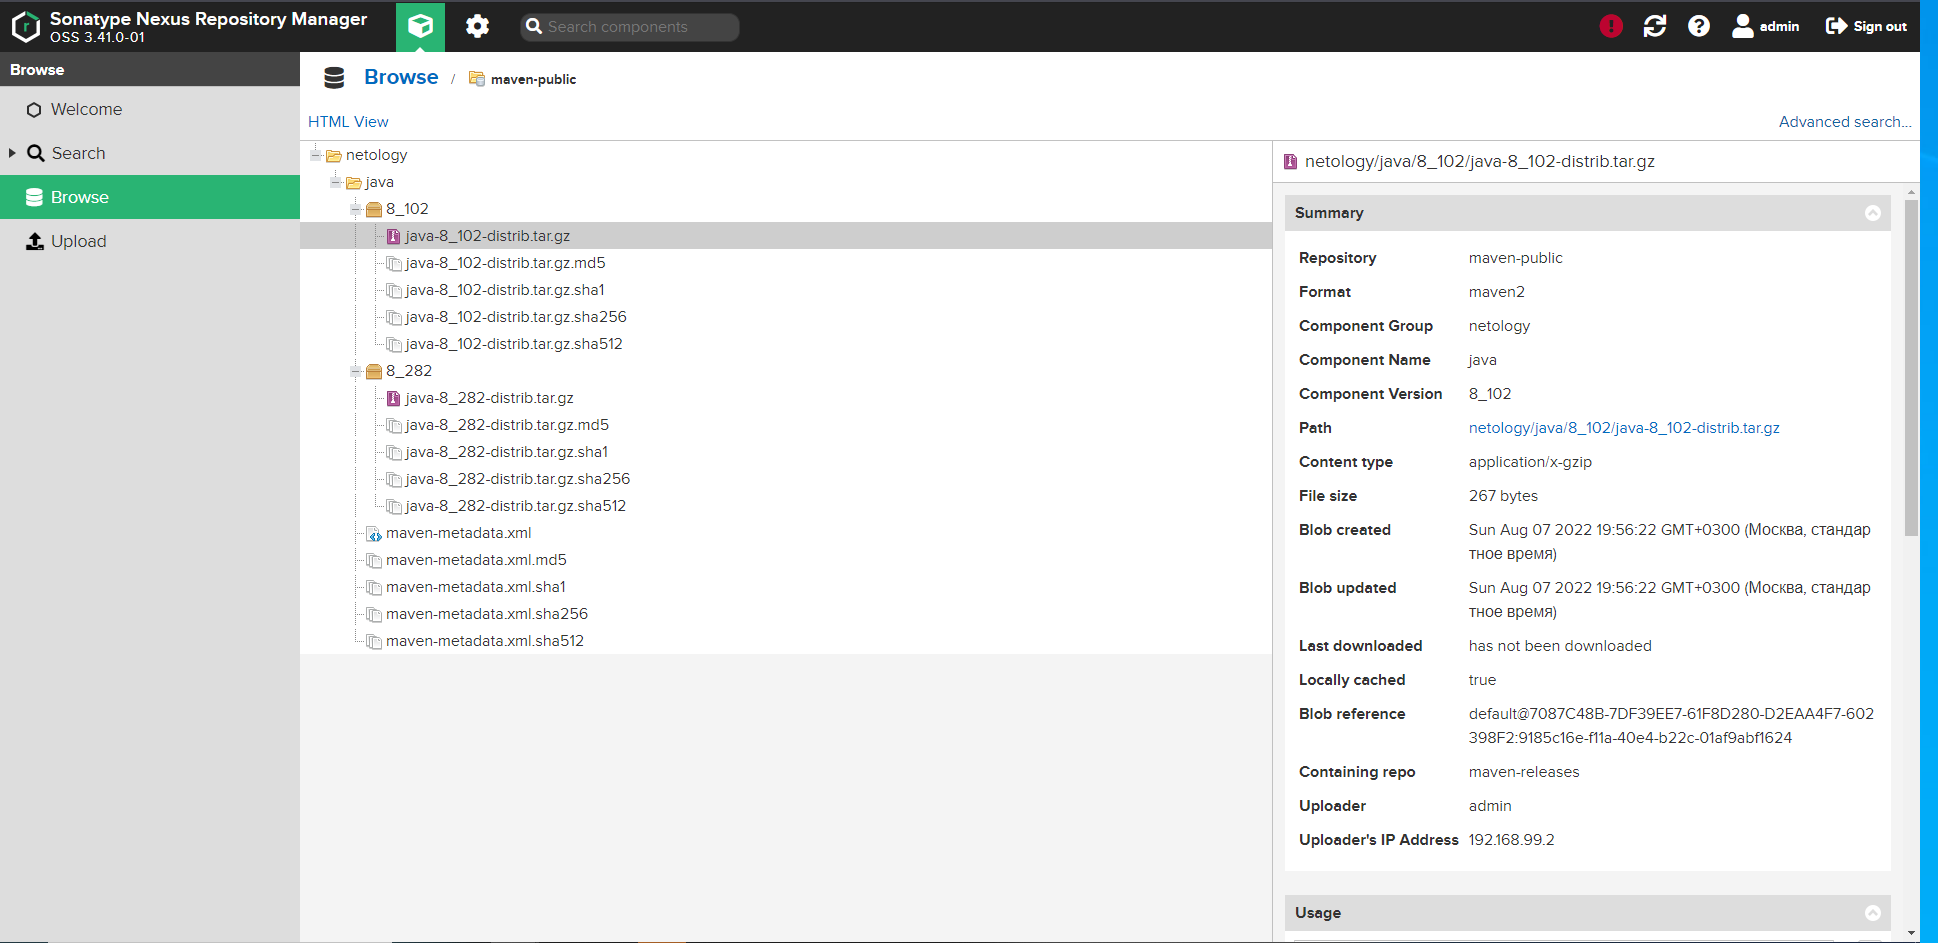 Sonatype Nexus Repository Manager
OSS 3.41.0-01
Search components
admin
Sign out
Browse
Welcome
Search
Browse
Upload
Browse / maven-public
HTML View
Advanced search...
netology
java
8_102
java-8_102-distrib.tar.gz
java-8_102-distrib.tar.gz.md5
java-8_102-distrib.tar.gz.sha1
java-8_102-distrib.tar.gz.sha256
java-8_102-distrib.tar.gz.sha512
8_282
java-8_282-distrib.tar.gz
java-8_282-distrib.tar.gz.md5
java-8_282-distrib.tar.gz.sha1
java-8_282-distrib.tar.gz.sha256
java-8_282-distrib.tar.gz.sha512
maven-metadata.xml
maven-metadata.xml.md5
maven-metadata.xml.sha1
maven-metadata.xml.sha256
maven-metadata.xml.sha512
netology/java/8_102/java-8_102-distrib.tar.gz
Summary
Repository maven-public
Format maven2
Component Group netology
Component Name java
Component Version 8_102
Path netology/java/8_102/java-8_102-distrib.tar.gz
Content type application/x-gzip
File size 267 bytes
Blob created Sun Aug 07 2022 19:56:22 GMT+0300 (Москва, стандар
тное время)
Blob updated Sun Aug 07 2022 19:56:22 GMT+0300 (Москва, стандар
тное время)
Last downloaded has not been downloaded
Locally cached true
Blob reference default@7087C48B-7DF39EE7-61F8D280-D2EAA4F7-602
398F2:9185c16e-f11a-40e4-b22c-01af9abf1624
Containing repo maven-releases
Uploader admin
Uploader's IP Address 192.168.99.2
Usage